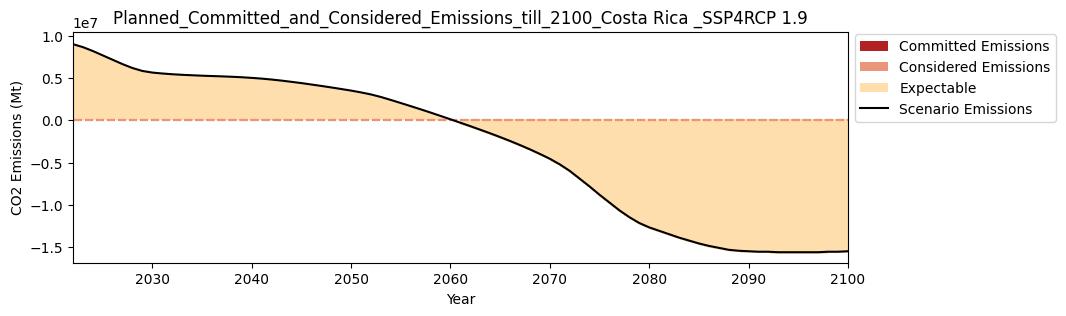 Planned_Committed_and_Considered_Emissions_till_2100_Costa Rica _SSP4RCP 1.9
1e7
1.0
0.5
0.0
−0.5
−1.0
−1.5
CO2 Emissions (Mt)
2030 2040 2050 2060 2070 2080 2090 2100
Year
Committed Emissions
Considered Emissions
Expectable
Scenario Emissions